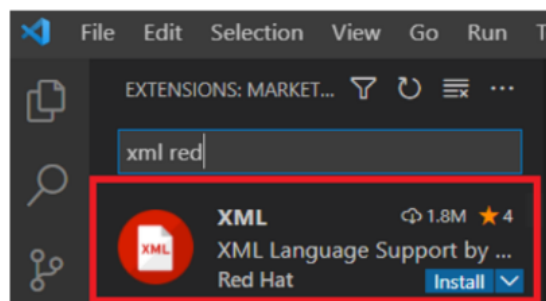 File Edit Selection View Go Run T
EXTENSIONS: MARKET...
xml red
XML 1.8M 4
XML
XML Language Support by ...
Red Hat Install